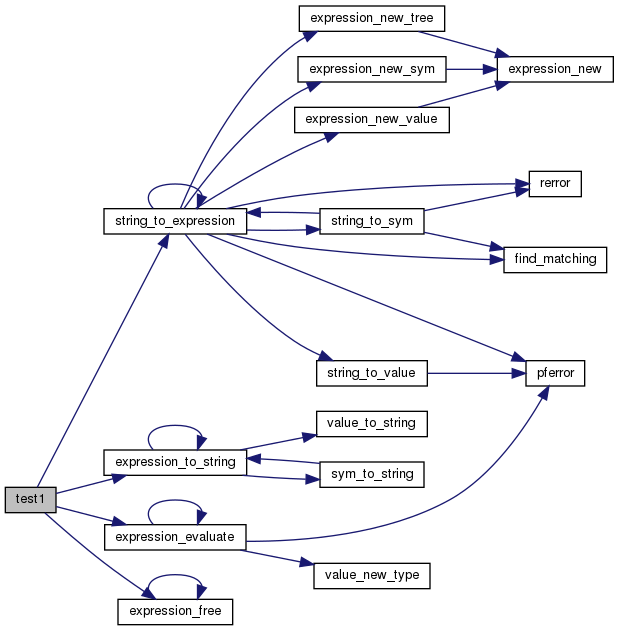 expression_new_tree
expression_new_sym
expression_new
expression_new_value
rerror
string_to_expression
string_to_sym
find_matching
string_to_value
pferror
value_to_string
expression_to_string
sym_to_string
test1
expression_evaluate
value_new_type
expression_free